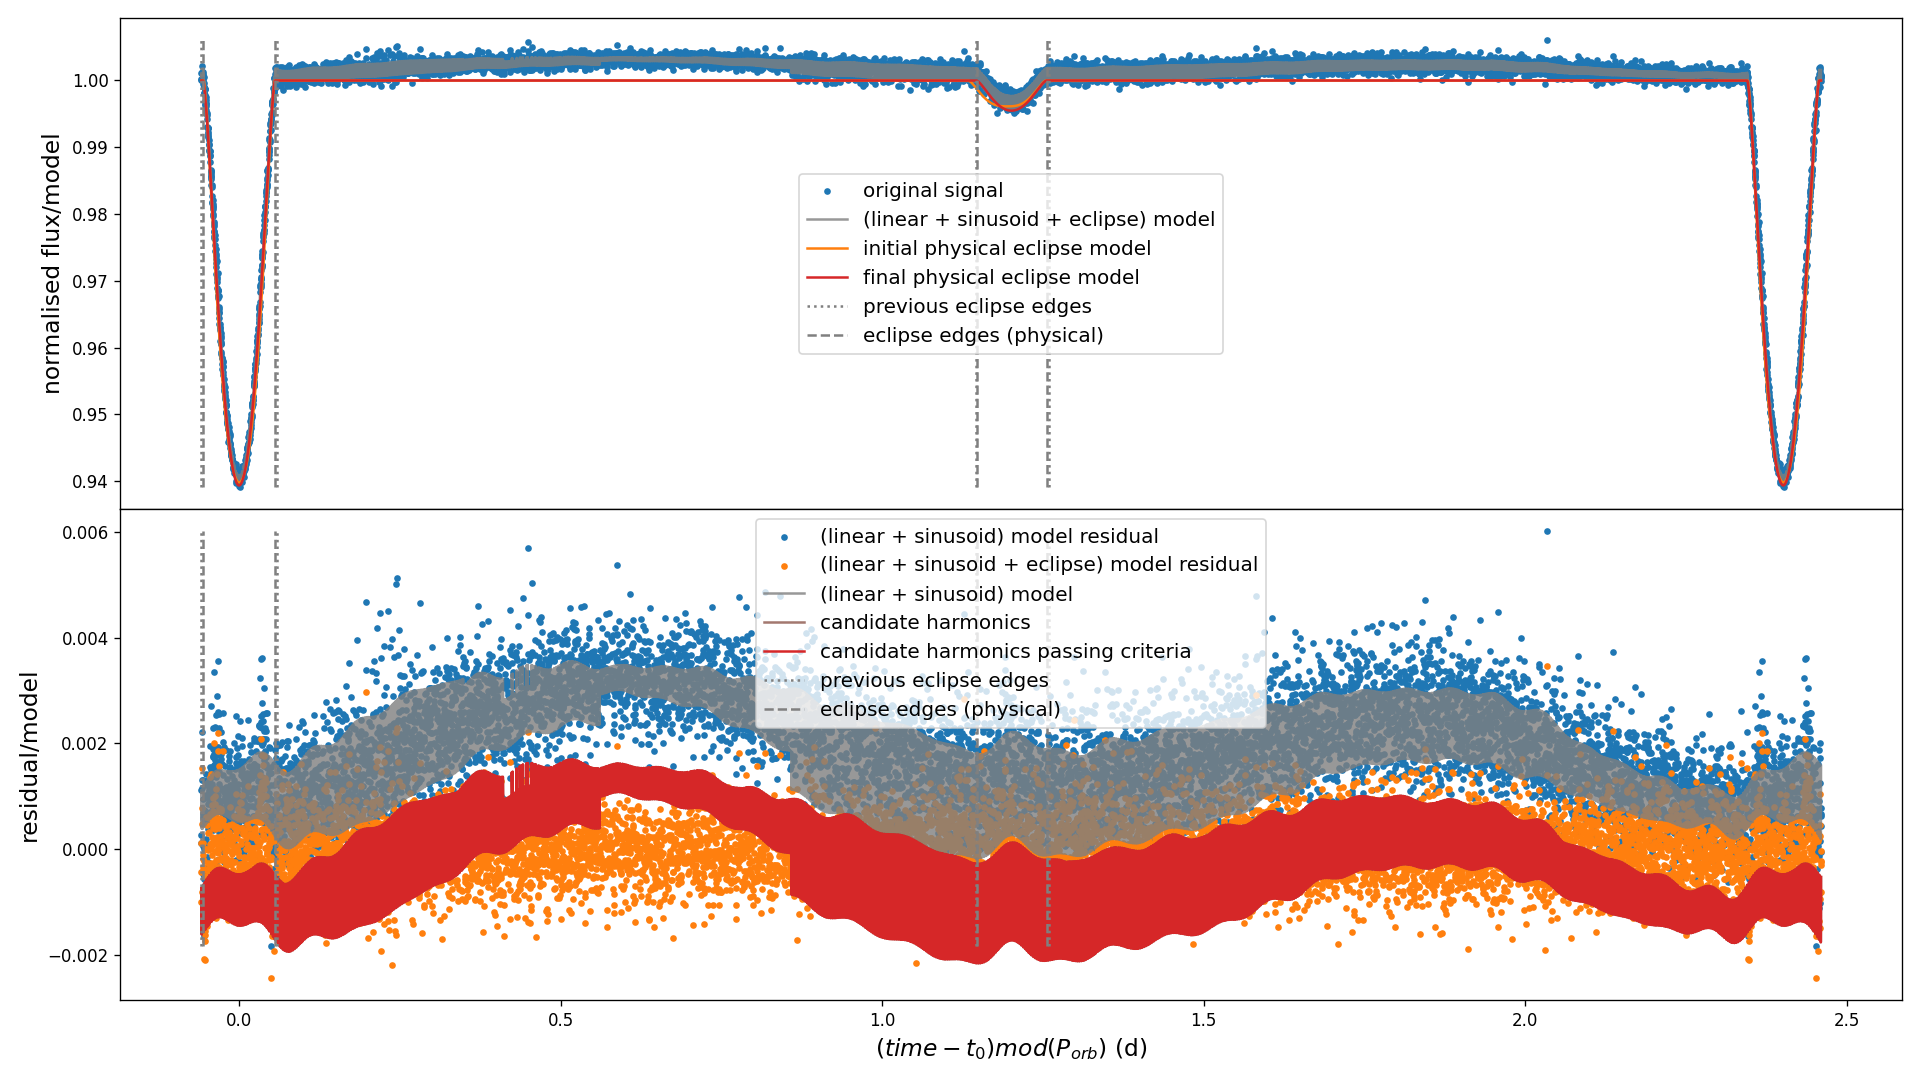 normalised flux/model
1.00
0.99
0.98
0.97
0.96
0.95
0.94
original signal
(linear + sinusoid + eclipse) model
initial physical eclipse model
final physical eclipse model
previous eclipse edges
eclipse edges (physical)
residual/model
0.006
0.004
0.002
0.000
−0.002
(linear + sinusoid) model residual
(linear + sinusoid + eclipse) model residual
(linear + sinusoid) model
candidate harmonics
candidate harmonics passing criteria
previous eclipse edges
eclipse edges (physical)
0.0 0.5 1.0 1.5 2.0 2.5
(time − t₀)mod(P_orb) (d)